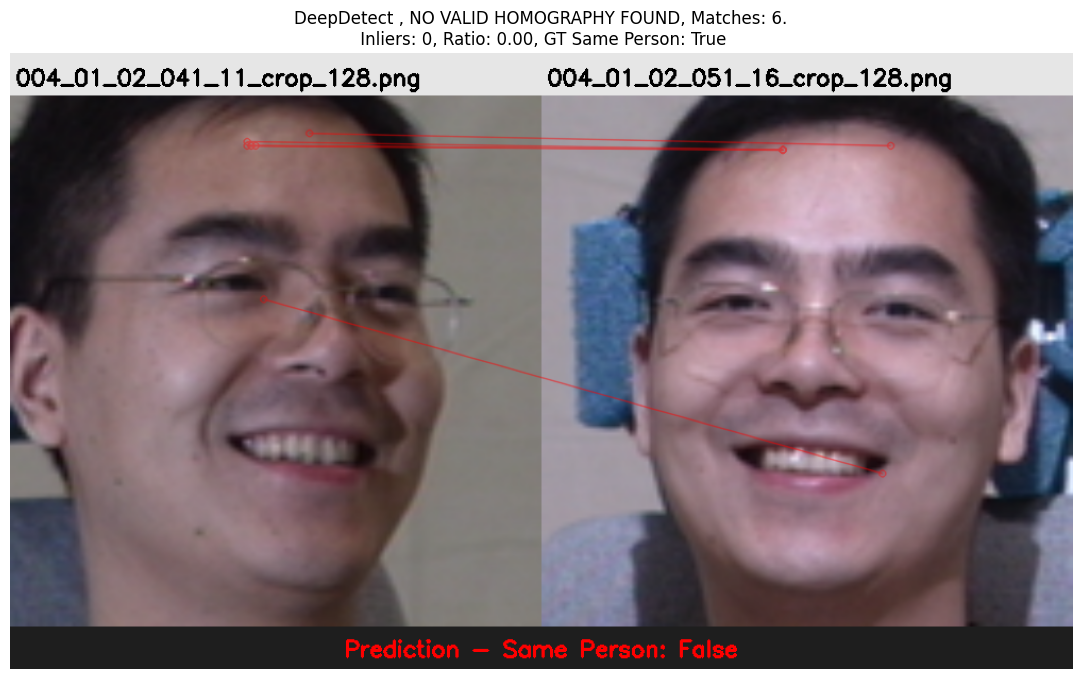 DeepDetect , NO VALID HOMOGRAPHY FOUND, Matches: 6.
Inliers: 0, Ratio: 0.00, GT Same Person: True
004_01_02_041_11_crop_128.png
004_01_02_051_16_crop_128.png
Prediction – Same Person: False